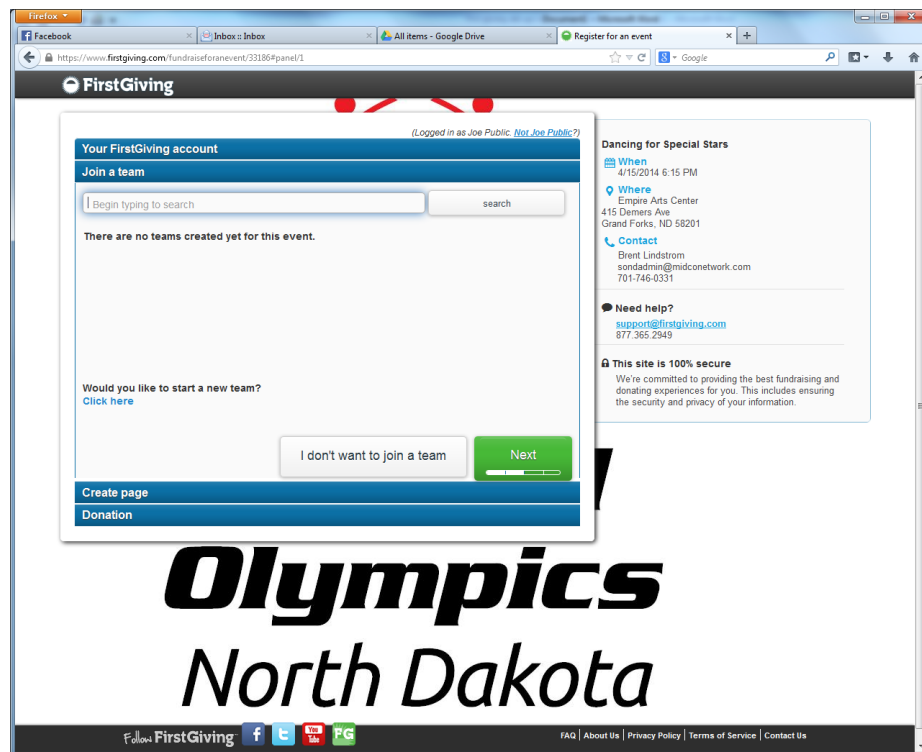 Firefox
Facebook
Inbox :: Inbox
All items - Google Drive
Register for an event
https://www.firstgiving.com/fundraiseforanevent/33186#panel/1
Google
FirstGiving
(Logged in as Joe Public. Not Joe Public?)
Your FirstGiving account
Join a team
Begin typing to search
search
There are no teams created yet for this event.
Would you like to start a new team?
Click here
I don't want to join a team
Next
Create page
Donation
Dancing for Special Stars
When
4/15/2014 6:15 PM
Where
Empire Arts Center
415 Demers Ave
Grand Forks, ND 58201
Contact
Brent Lindstrom
sondadmin@midconetwork.com
701-746-0331
Need help?
support@firstgiving.com
877.365.2949
This site is 100% secure
We're committed to providing the best fundraising and
donating experiences for you. This includes ensuring
the security and privacy of your information.
Olympics
North Dakota
Follow FirstGiving
f
t
You Tube
FG
FAQ | About Us | Privacy Policy | Terms of Service | Contact Us